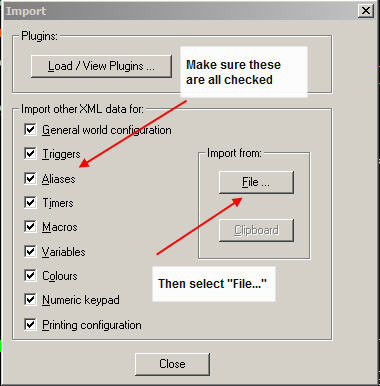 Import
Plugins:
Load / View Plugins ...
Make sure these
are all checked
Import other XML data for:
General world configuration
Triggers
Aliases
Timers
Macros
Variables
Colours
Numeric keypad
Printing configuration
Import from:
File ...
Clipboard
Then select "File..."
Close